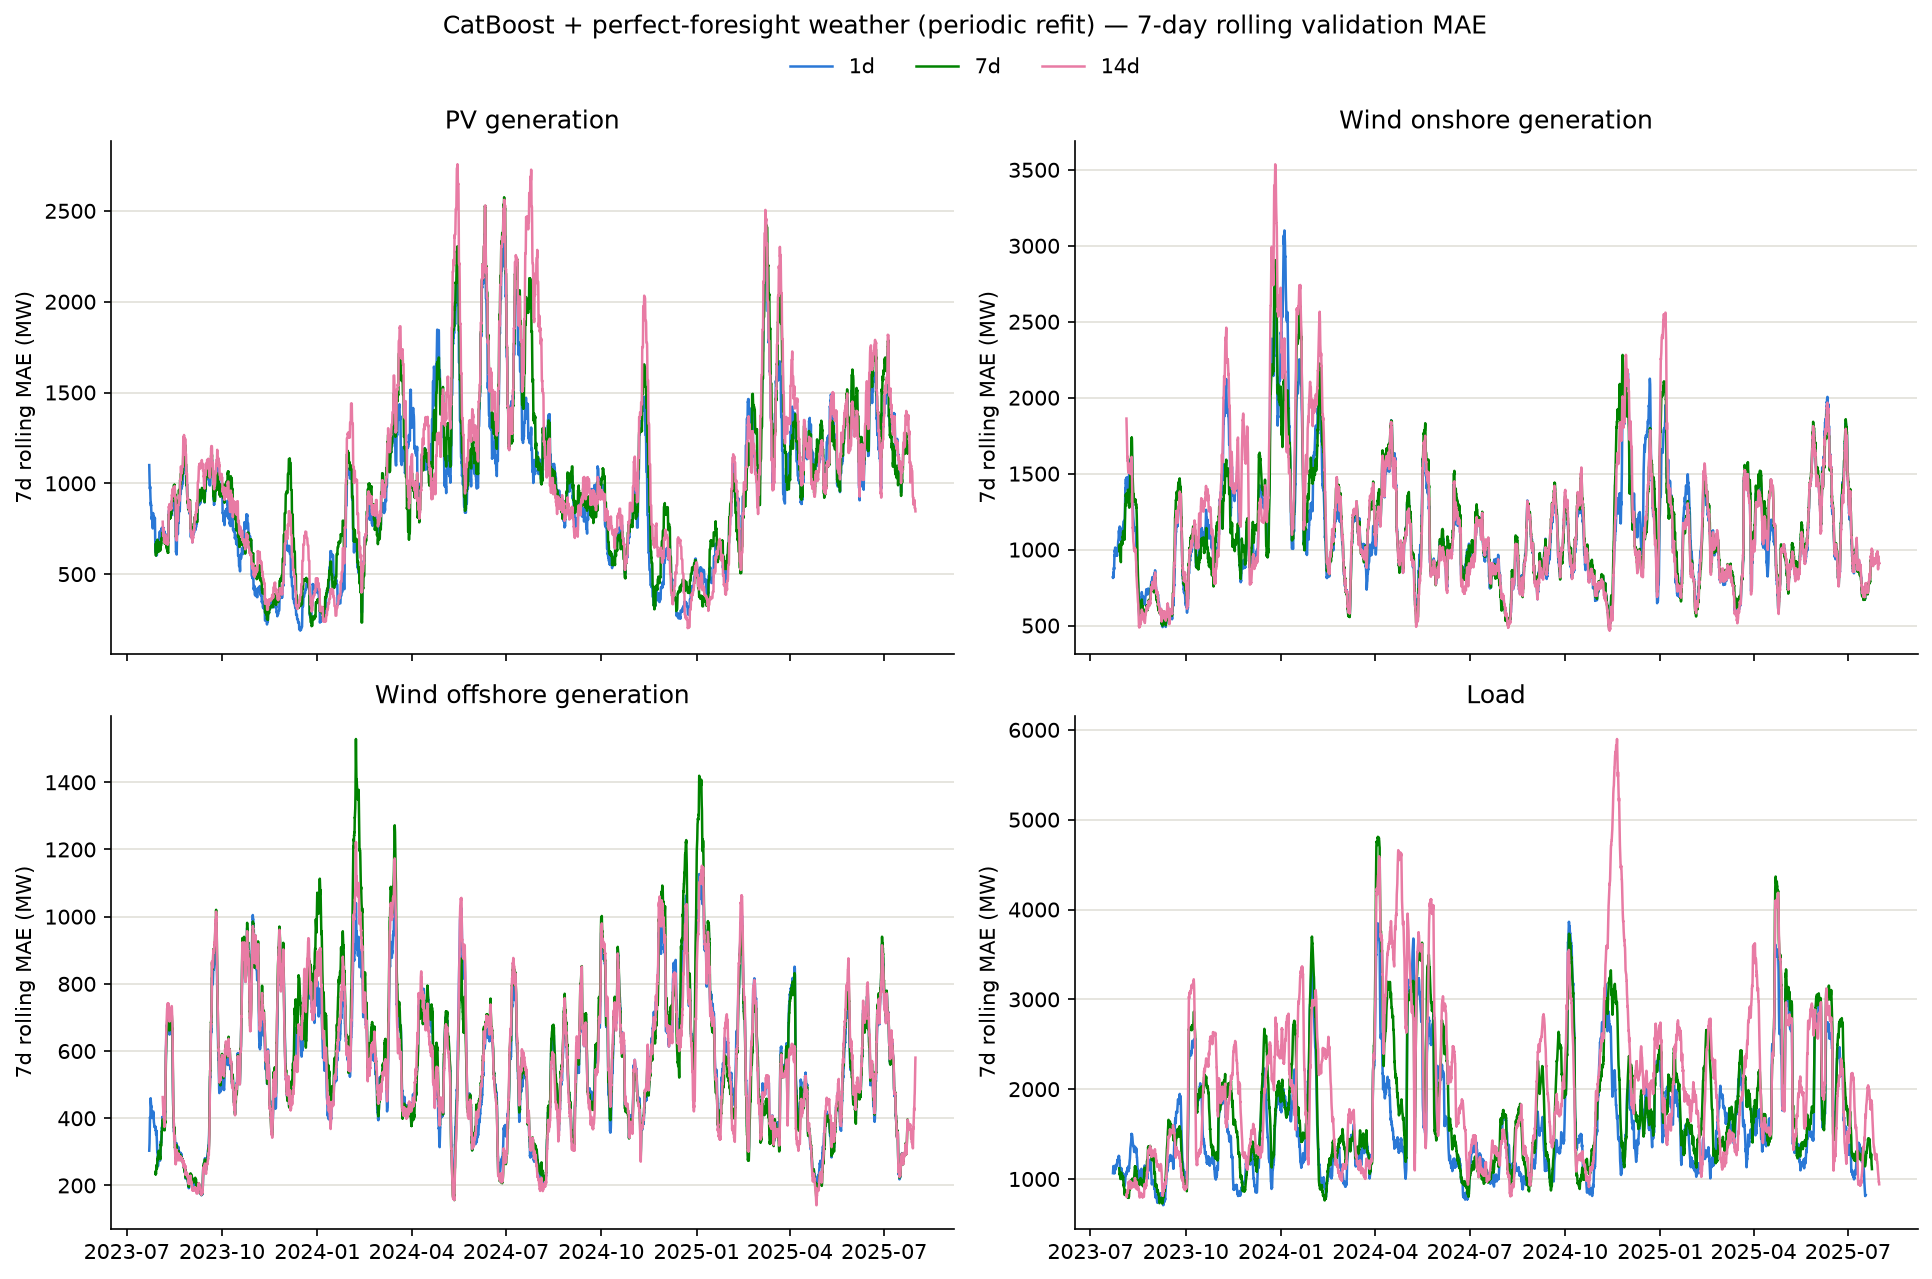 CatBoost + perfect-foresight weather (periodic refit) — 7-day rolling validation MAE
1d 7d 14d
PV generation
7d rolling MAE (MW)
2500
2000
1500
1000
500
Wind onshore generation
7d rolling MAE (MW)
3500
3000
2500
2000
1500
1000
500
Wind offshore generation
7d rolling MAE (MW)
1400
1200
1000
800
600
400
200
2023-07 2023-10 2024-01 2024-04 2024-07 2024-10 2025-01 2025-04 2025-07
Load
7d rolling MAE (MW)
6000
5000
4000
3000
2000
1000
2023-07 2023-10 2024-01 2024-04 2024-07 2024-10 2025-01 2025-04 2025-07